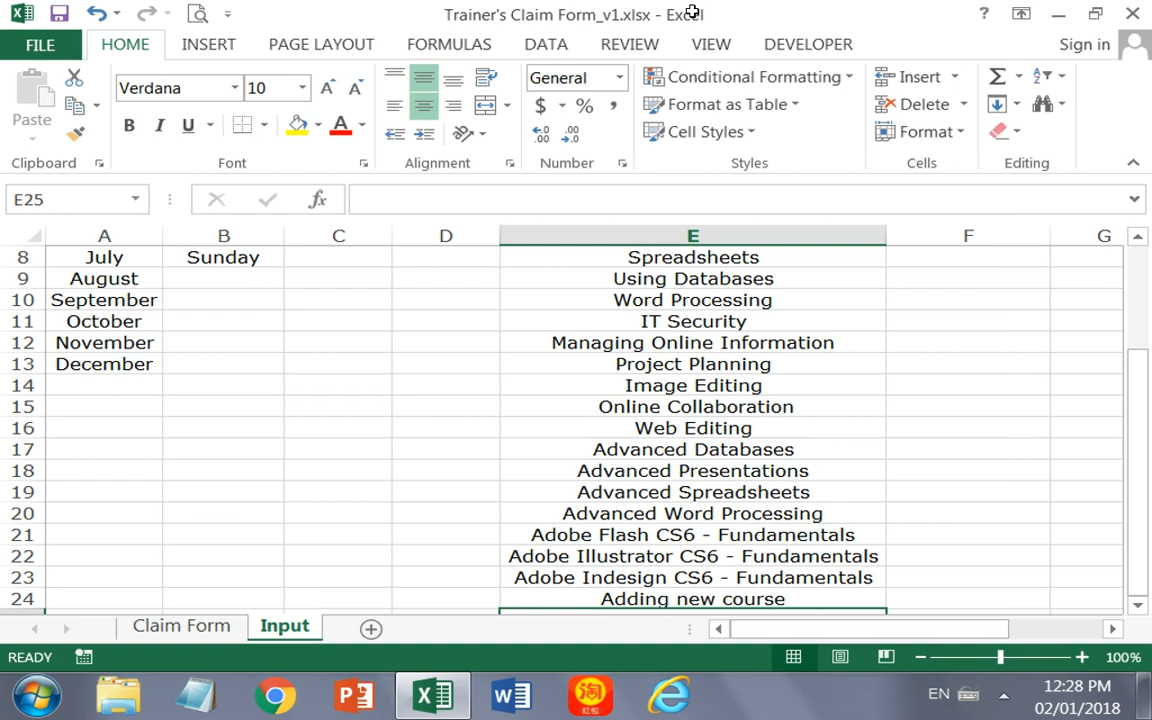 Trainer's Claim Form_v1.xlsx - Excel
?
FILE HOME INSERT PAGE LAYOUT FORMULAS DATA REVIEW VIEW DEVELOPER Sign in
Verdana 10 General Conditional Formatting Insert Σ
Paste B I U A $ % , Format as Table Delete
Cell Styles Format
Clipboard Font Alignment Number Styles Cells Editing
E25 fx
A B C D E F G
8 July Sunday Spreadsheets
9 August Using Databases
10 September Word Processing
11 October IT Security
12 November Managing Online Information
13 December Project Planning
14 Image Editing
15 Online Collaboration
16 Web Editing
17 Advanced Databases
18 Advanced Presentations
19 Advanced Spreadsheets
20 Advanced Word Processing
21 Adobe Flash CS6 - Fundamentals
22 Adobe Illustrator CS6 - Fundamentals
23 Adobe Indesign CS6 - Fundamentals
24 Adding new course
Claim Form Input
READY 100%
EN 12:28 PM
02/01/2018